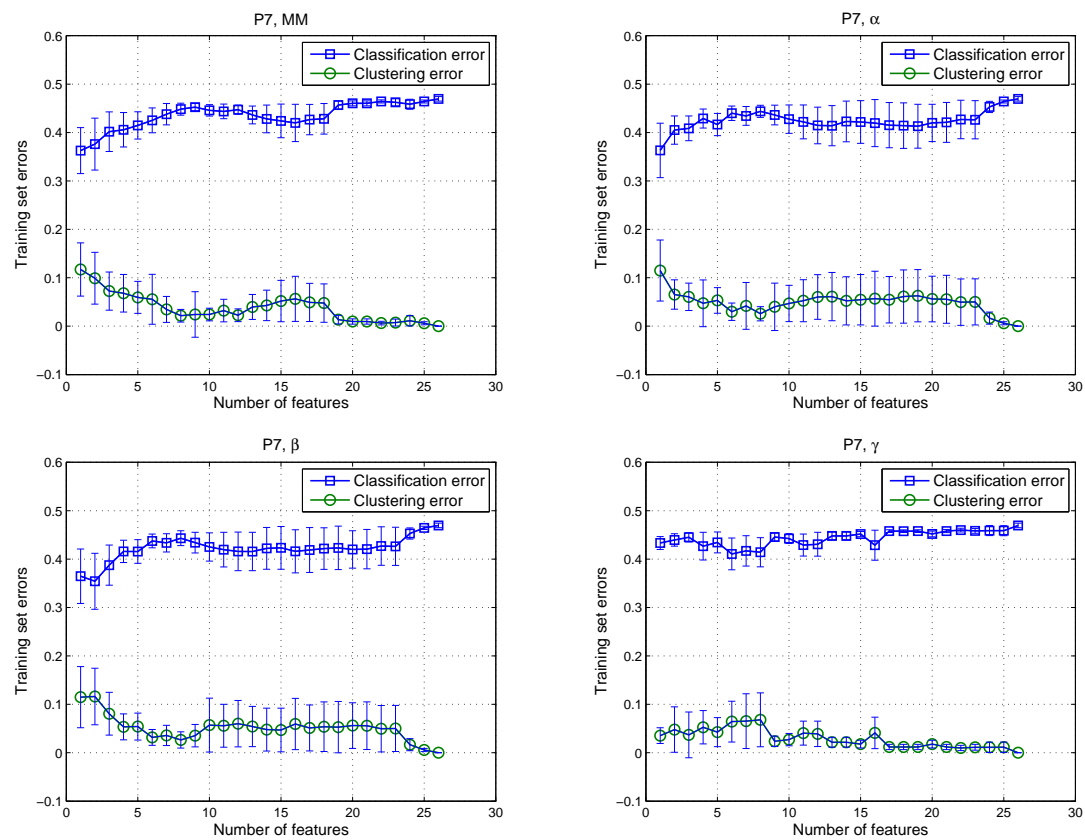 P7, MM
0.6
0.5
0.4
0.3
0.2
0.1
0
−0.1
Training set errors
Classification error
Clustering error
0 5 10 15 20 25 30
Number of features
P7, α
0.6
0.5
0.4
0.3
0.2
0.1
0
−0.1
Training set errors
Classification error
Clustering error
0 5 10 15 20 25 30
Number of features
P7, β
0.6
0.5
0.4
0.3
0.2
0.1
0
−0.1
Training set errors
Classification error
Clustering error
0 5 10 15 20 25 30
Number of features
P7, γ
0.6
0.5
0.4
0.3
0.2
0.1
0
−0.1
Training set errors
Classification error
Clustering error
0 5 10 15 20 25 30
Number of features